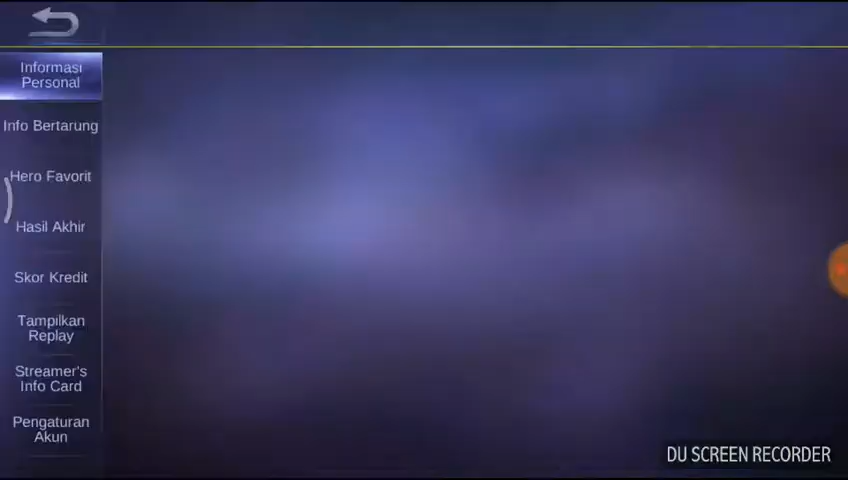 Informasi
Personal
Info Bertarung
Hero Favorit
Hasil Akhir
Skor Kredit
Tampilkan
Replay
Streamer's
Info Card
Pengaturan
Akun
DU SCREEN RECORDER